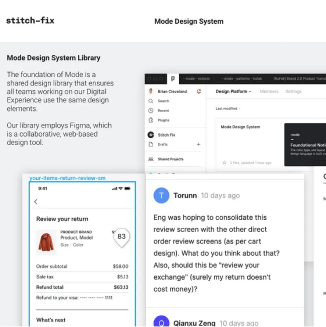 stitch-fix
Mode Design System
Mode Design System Library
The foundation of Mode is a
shared design library that ensures
all teams working on our Digital
Experience use the same design
elements.
Our library employs Figma, which
is a collaborative, web-based
design tool.
Brian Cleveland
Search
Recent
Plugins
Stitch Fix
Drafts
Shared Projects
Design Platform
Members
Settings
Last modified
Mode Design System
mode
Foundational
your-items-return-review-sm
9:41
Review your return
PRODUCT BRAND
Product, Model
Size Color
83
Order subtotal $58.00
Sale tax $5.13
Refund total $63.13
Refund to your visa 1111
What's next
T
Torunn 10 days ago
Eng was hoping to consolidate this
review screen with the other direct
order review screens (as per cart
design). What do you think about that?
Also, should this be "review your
exchange" (surely my return doesn't
cost money)?
Qianxu Zeng 10 days ago